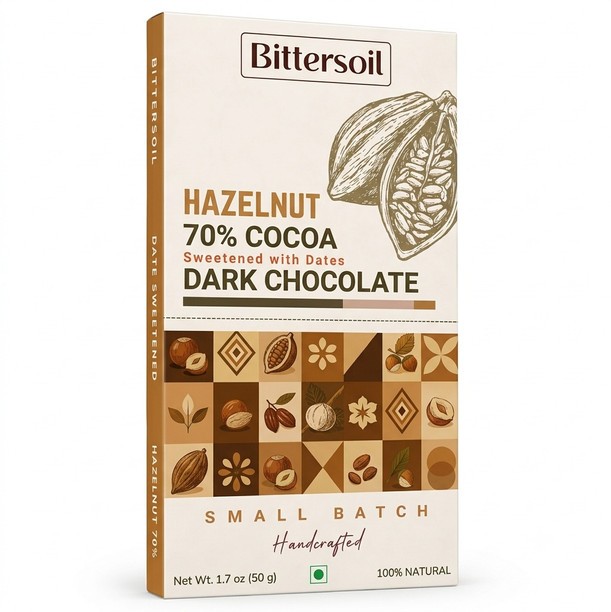 Bittersoil
HAZELNUT
70% COCOA
Sweetened with Dates
DARK CHOCOLATE
SMALL BATCH
Handcrafted
Net Wt. 1.7 oz (50 g)
100% NATURAL
BITTERSOIL
DATE SWEETENED
HAZELNUT 70%